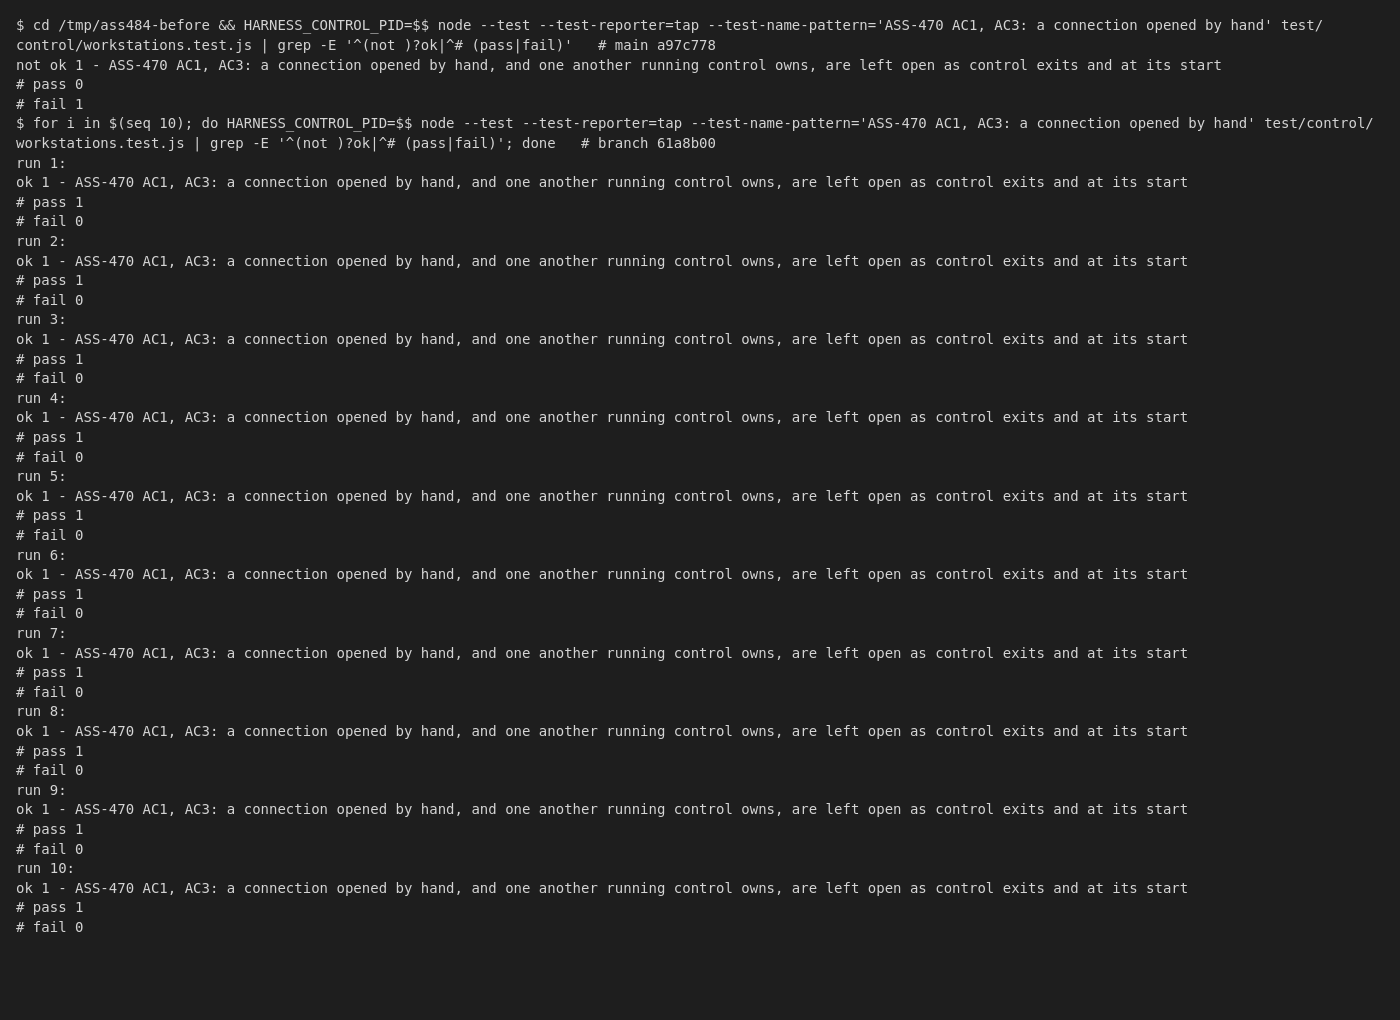 $ cd /tmp/ass484-before && HARNESS_CONTROL_PID=$$ node --test --test-reporter=tap --test-name-pattern='ASS-470 AC1, AC3: a connection opened by hand' test/
control/workstations.test.js | grep -E '^(not )?ok|^# (pass|fail)'   # main a97c778
not ok 1 - ASS-470 AC1, AC3: a connection opened by hand, and one another running control owns, are left open as control exits and at its start
# pass 0
# fail 1
$ for i in $(seq 10); do HARNESS_CONTROL_PID=$$ node --test --test-reporter=tap --test-name-pattern='ASS-470 AC1, AC3: a connection opened by hand' test/control/
workstations.test.js | grep -E '^(not )?ok|^# (pass|fail)'; done   # branch 61a8b00
run 1:
ok 1 - ASS-470 AC1, AC3: a connection opened by hand, and one another running control owns, are left open as control exits and at its start
# pass 1
# fail 0
run 2:
ok 1 - ASS-470 AC1, AC3: a connection opened by hand, and one another running control owns, are left open as control exits and at its start
# pass 1
# fail 0
run 3:
ok 1 - ASS-470 AC1, AC3: a connection opened by hand, and one another running control owns, are left open as control exits and at its start
# pass 1
# fail 0
run 4:
ok 1 - ASS-470 AC1, AC3: a connection opened by hand, and one another running control owns, are left open as control exits and at its start
# pass 1
# fail 0
run 5:
ok 1 - ASS-470 AC1, AC3: a connection opened by hand, and one another running control owns, are left open as control exits and at its start
# pass 1
# fail 0
run 6:
ok 1 - ASS-470 AC1, AC3: a connection opened by hand, and one another running control owns, are left open as control exits and at its start
# pass 1
# fail 0
run 7:
ok 1 - ASS-470 AC1, AC3: a connection opened by hand, and one another running control owns, are left open as control exits and at its start
# pass 1
# fail 0
run 8:
ok 1 - ASS-470 AC1, AC3: a connection opened by hand, and one another running control owns, are left open as control exits and at its start
# pass 1
# fail 0
run 9:
ok 1 - ASS-470 AC1, AC3: a connection opened by hand, and one another running control owns, are left open as control exits and at its start
# pass 1
# fail 0
run 10:
ok 1 - ASS-470 AC1, AC3: a connection opened by hand, and one another running control owns, are left open as control exits and at its start
# pass 1
# fail 0